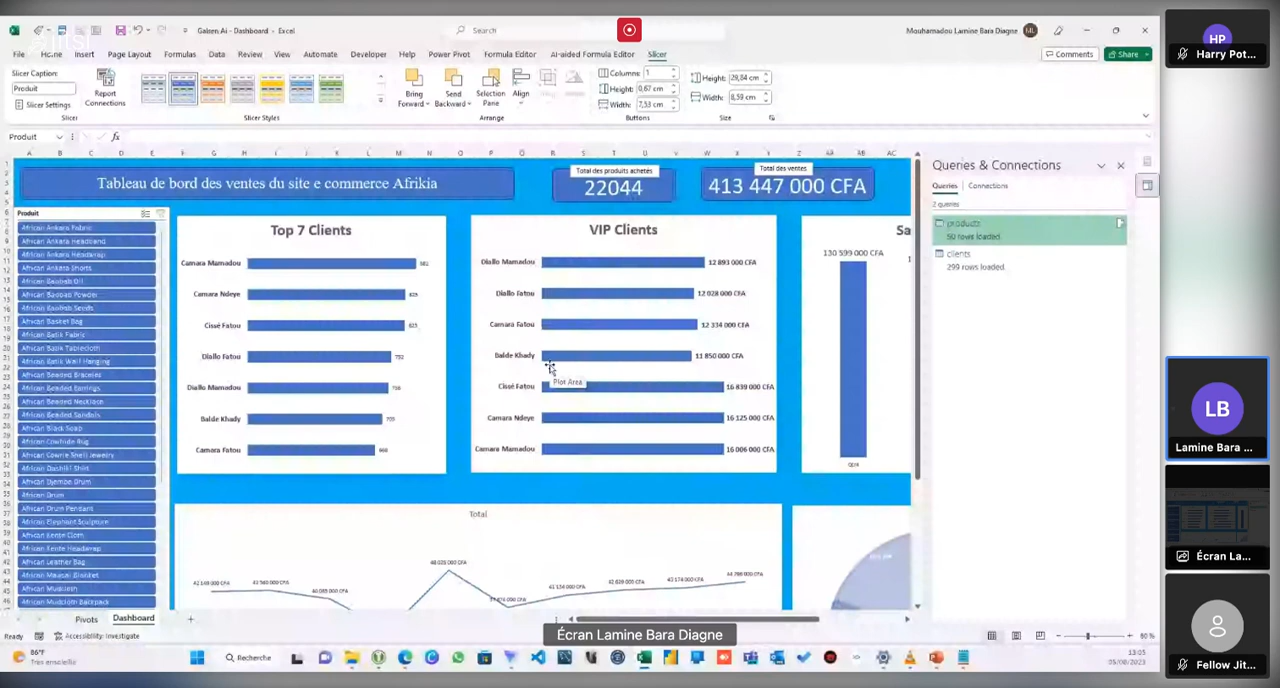 Gaisen.Ai - Dashboard - Excel
Search
Mouhamadou Lamine Bara Diagne
ML
File Home Insert Page Layout Formulas Data Review View Automate Developer Help Power Pivot Formula Editor AI-aided Formula Editor Slicer
Comments Share
Slicer Caption:
Produit
Slicer Settings
Report Connections
Bring Forward
Send Backward
Selection Pane
Align
Columns: 1
Height: 0,67 cm
Width: 7,53 cm
Height: 29,84 cm
Width: 8,59 cm
Slicer Slicer Styles Arrange Buttons Size
Produit
fx
Tableau de bord des ventes du site e commerce Afrikia
Total des produits achetés
22044
Total des ventes
413 447 000 CFA
Produit
African Ankara Fabric
African Ankara Headband
African Ankara Headwrap
African Ankara Shorts
African Baobab Oil
African Baobab Powder
African Baobab Seeds
African Basket Bag
African Batik Fabric
African Batik Tablecloth
African Batik Wall Hanging
African Beaded Bracelet
African Beaded Earrings
African Beaded Necklace
African Beaded Sandals
African Black Soap
African Cowhide Rug
African Cowrie Shell Jewelry
African Dashiki Shirt
African Djembe Drum
African Drum
African Drum Pendant
African Elephant Sculpture
African Kente Cloth
African Kente Headwrap
African Leather Bag
African Maasai Blanket
African Mudcloth
African Mudcloth Backpack
Top 7 Clients
Camara Mamadou
Camara Ndeye
Cissé Fatou
Diallo Fatou
Diallo Mamadou
Balde Khady
Camara Fatou
VIP Clients
Diallo Mamadou 12 893 000 CFA
Diallo Fatou 12 028 000 CFA
Camara Fatou 12 334 000 CFA
Balde Khady 11 850 000 CFA
Plot Area
Cissé Fatou 16 839 000 CFA
Camara Ndeye 16 125 000 CFA
Camara Mamadou 16 006 000 CFA
Sa
130 599 000 CFA
Total
Queries & Connections
Queries Connections
2 queries
products
50 rows loaded.
clients
299 rows loaded.
Pivots Dashboard
Ready Accessibility: Investigate
Écran Lamine Bara Diagne
86°F
Très ensoleillé
Recherche
13:05
05/08/2023
HP
Harry Pot...
LB
Lamine Bara ...
Écran La...
Fellow Jit...